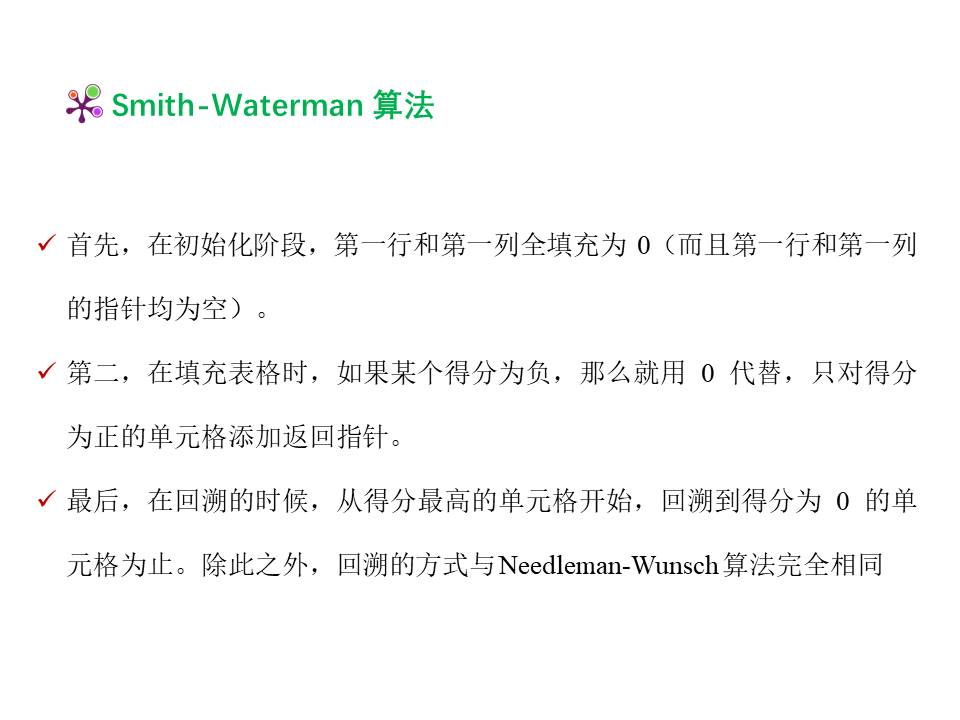 Smith-Waterman 算法
首先，在初始化阶段，第一行和第一列全填充为 0（而且第一行和第一列
的指针均为空）。
第二，在填充表格时，如果某个得分为负，那么就用 0 代替，只对得分
为正的单元格添加返回指针。
最后，在回溯的时候，从得分最高的单元格开始，回溯到得分为 0 的单
元格为止。除此之外，回溯的方式与Needleman-Wunsch算法完全相同